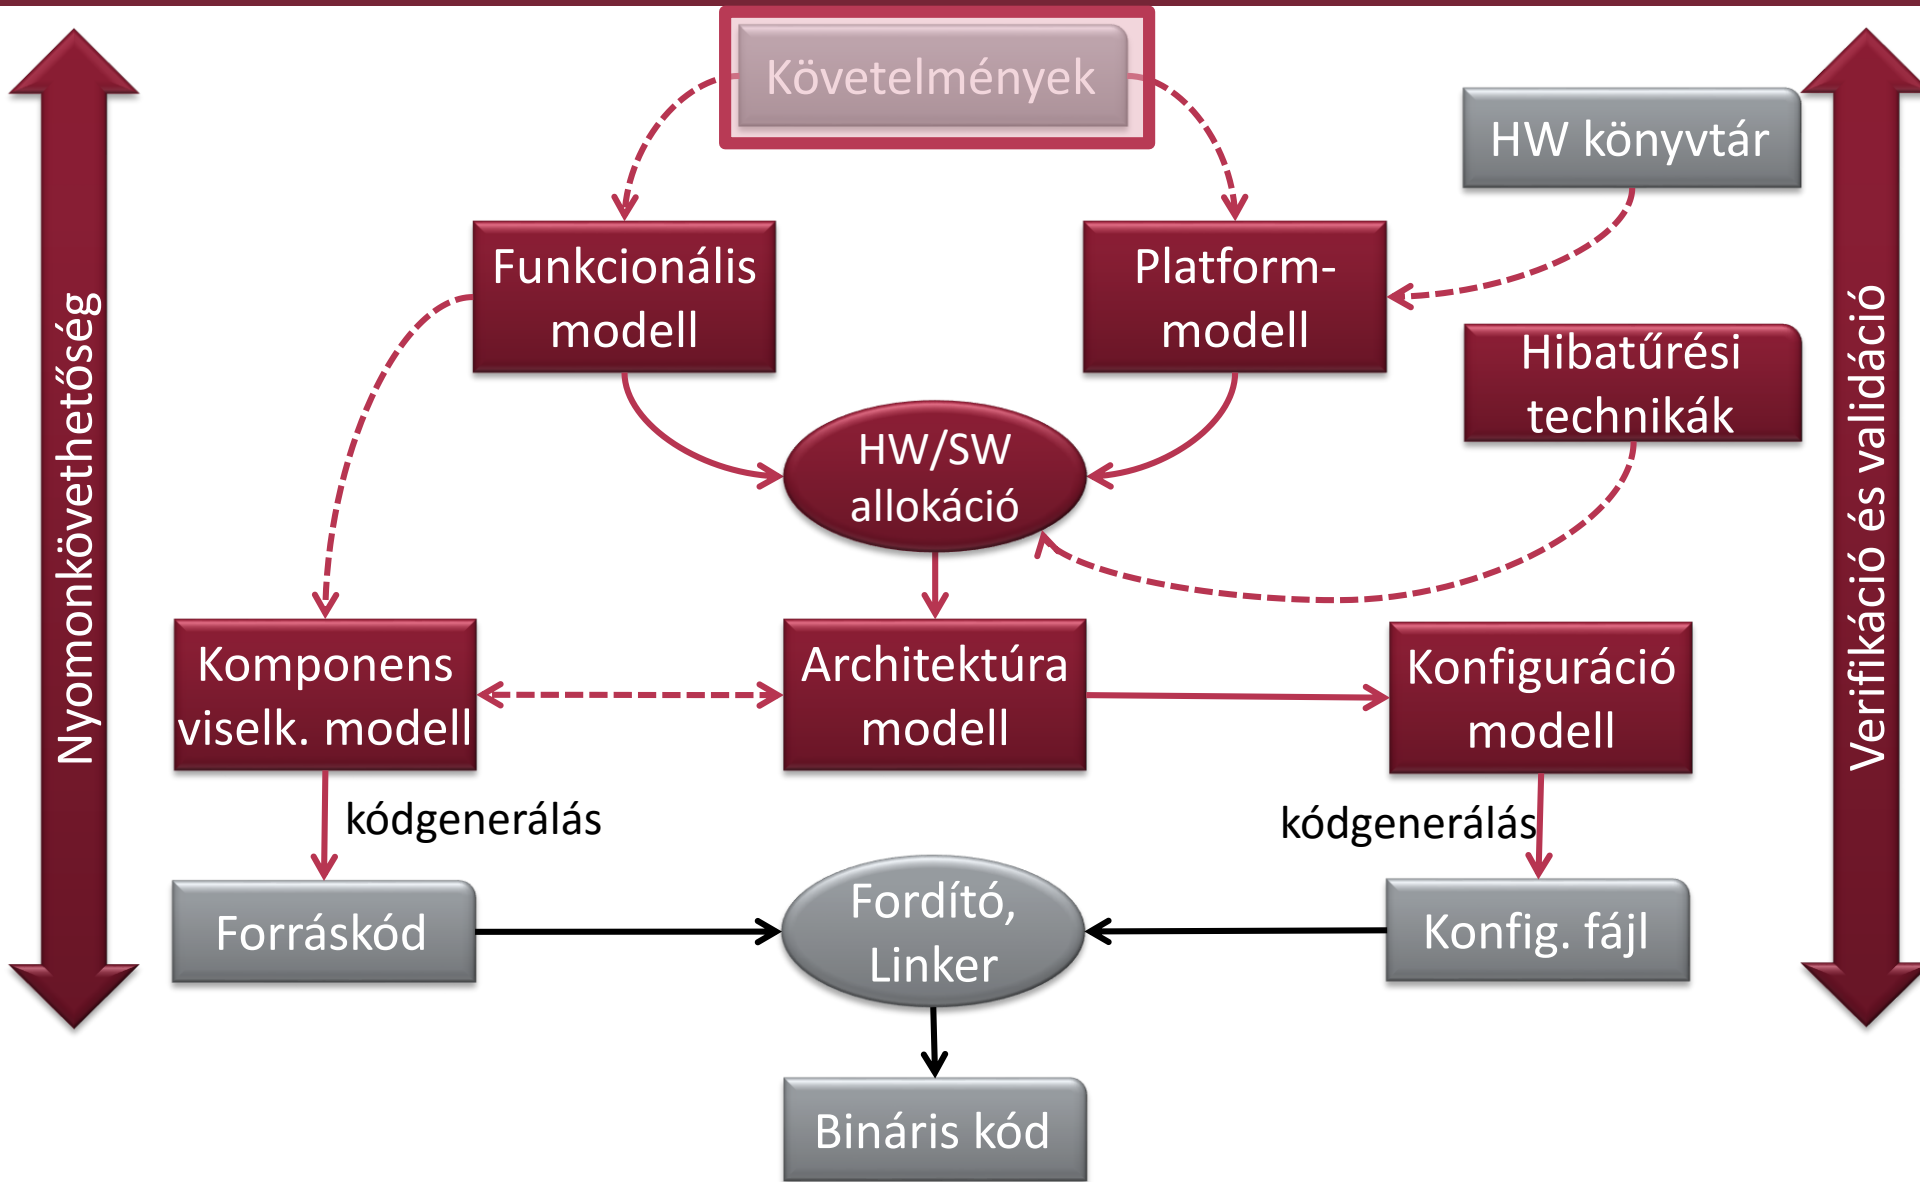 Követelmények
HW könyvtár
Funkcionális
modell
Platform-
modell
Hibatűrési
technikák
HW/SW
allokáció
Nyomonkövethetőség
Verifikáció és validáció
Komponens
viselk. modell
Architektúra
modell
Konfiguráció
modell
kódgenerálás
kódgenerálás
Forráskód
Fordító,
Linker
Konfig. fájl
Bináris kód